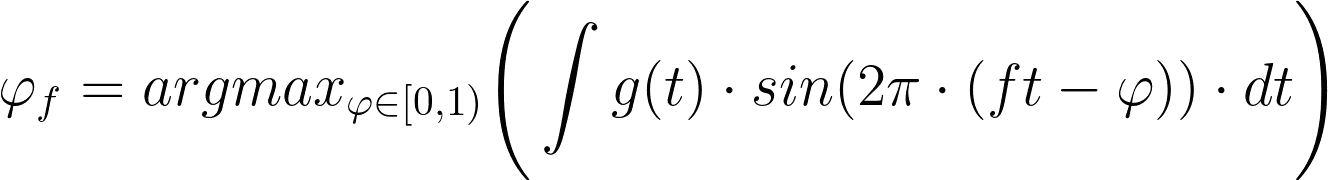 φ_f = argmax_{φ∈[0,1)} ( ∫ g(t) · sin(2π · (ft − φ)) · dt )